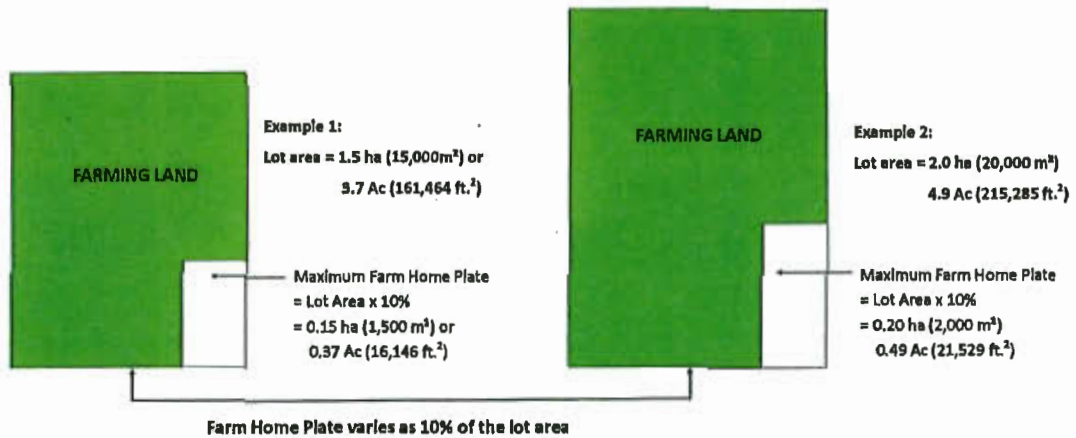 FARMING LAND
Example 1:
Lot area = 1.5 ha (15,000m²) or
3.7 Ac (161,464 ft.²)
Maximum Farm Home Plate
= Lot Area x 10%
= 0.15 ha (1,500 m²) or
0.37 Ac (16,146 ft.²)
FARMING LAND
Example 2:
Lot area = 2.0 ha (20,000 m²)
4.9 Ac (215,285 ft.²)
Maximum Farm Home Plate
= Lot Area x 10%
= 0.20 ha (2,000 m²)
0.49 Ac (21,529 ft.²)
Farm Home Plate varies as 10% of the lot area